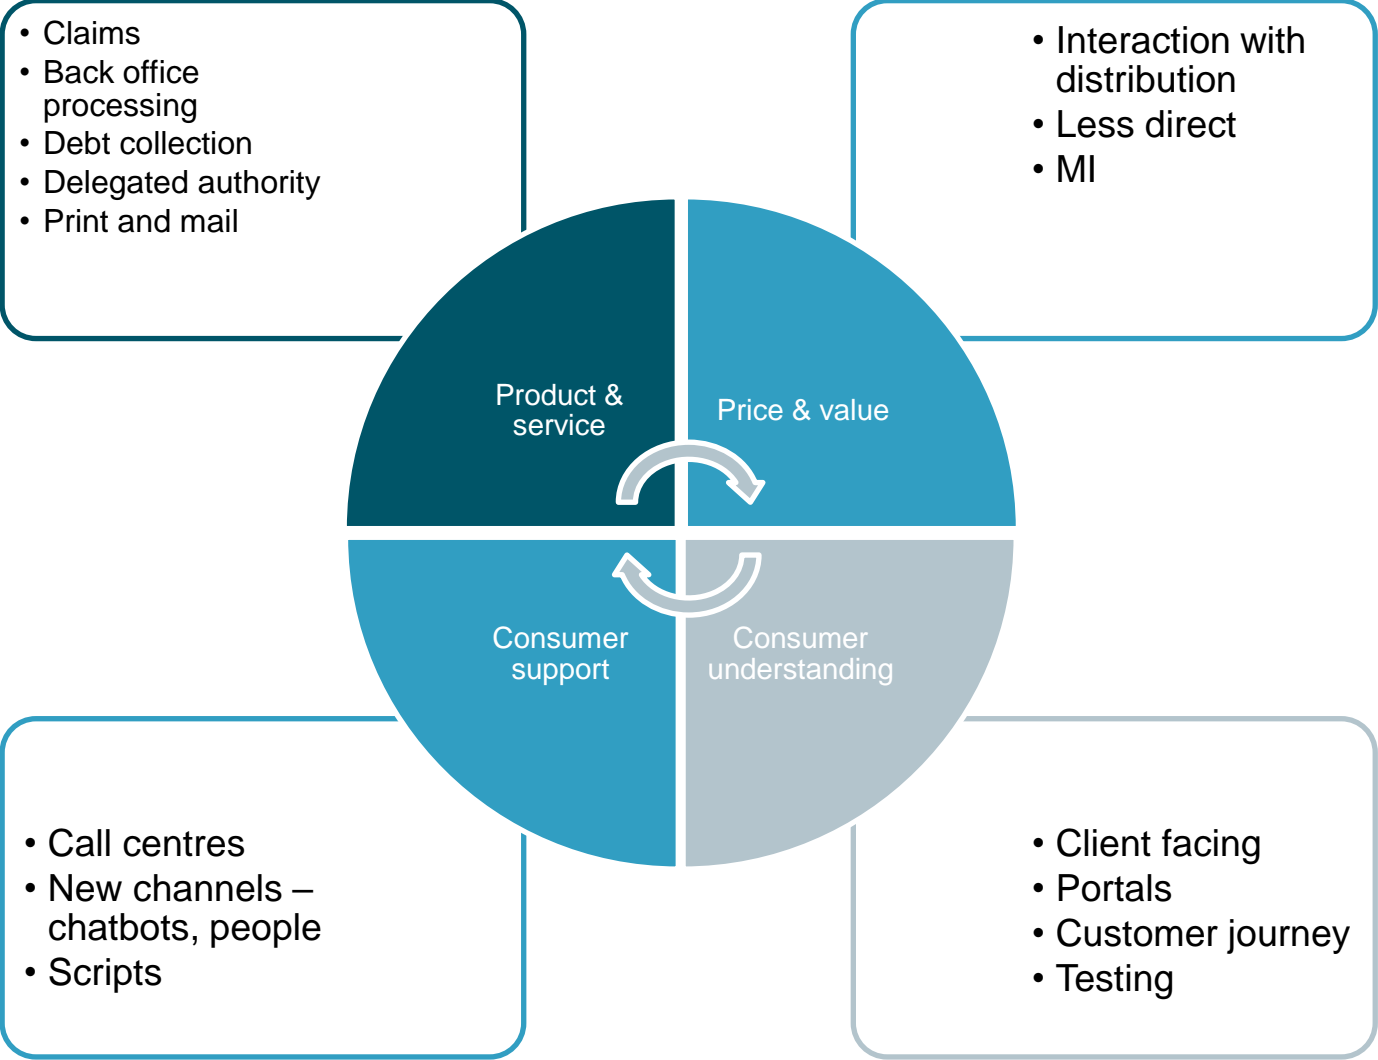 • Claims
• Back office
processing
• Debt collection
• Delegated authority
• Print and mail
• Interaction with
distribution
• Less direct
• MI
Product &
service
Price & value
Consumer
support
Consumer
understanding
• Call centres
• New channels –
chatbots, people
• Scripts
• Client facing
• Portals
• Customer journey
• Testing